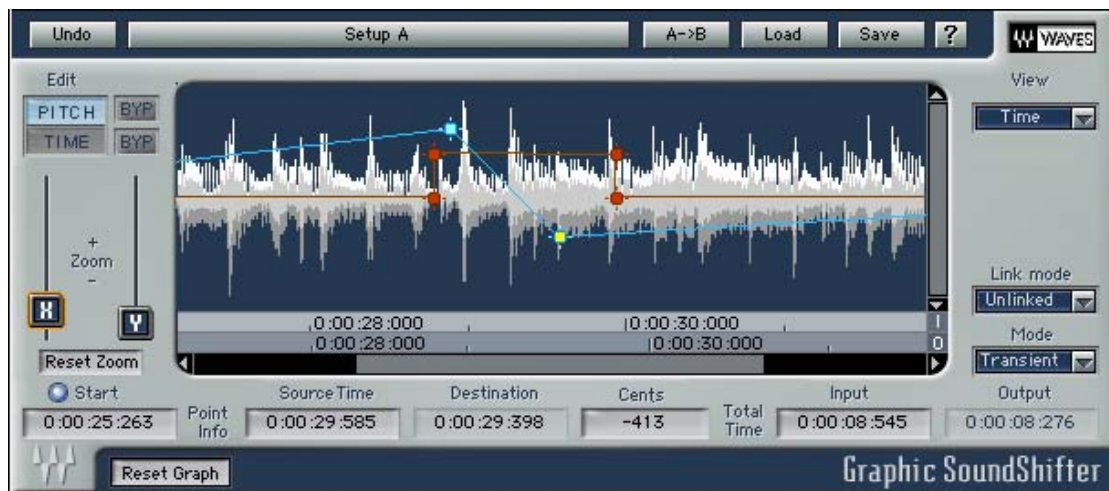 Undo
Setup A
A->B
Load
Save
?
WAVES
Edit
PITCH
BYP
TIME
BYP
+
Zoom
-
X
Y
Reset Zoom
View
Time
Link mode
Unlinked
Mode
Transient
0:00:28:000
0:00:30:000
I
0:00:28:000
0:00:30:000
O
Start
0:00:25:263
Point Info
Source Time
0:00:29:585
Destination
0:00:29:398
Cents
-413
Total Time
Input
0:00:08:545
Output
0:00:08:276
Reset Graph
Graphic SoundShifter